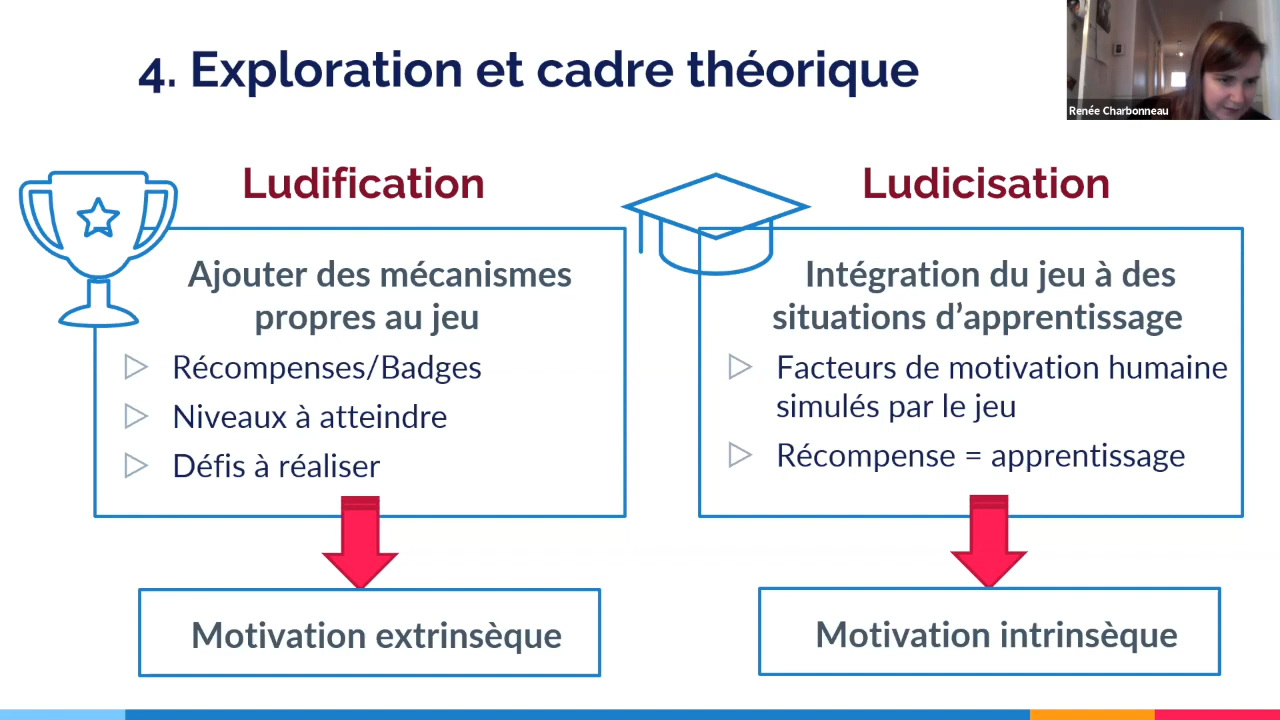 4. Exploration et cadre théorique
Renée Charbonneau
Ludification
Ajouter des mécanismes
propres au jeu
Récompenses/Badges
Niveaux à atteindre
Défis à réaliser
Motivation extrinsèque
Ludicisation
Intégration du jeu à des
situations d’apprentissage
Facteurs de motivation humaine
simulés par le jeu
Récompense = apprentissage
Motivation intrinsèque